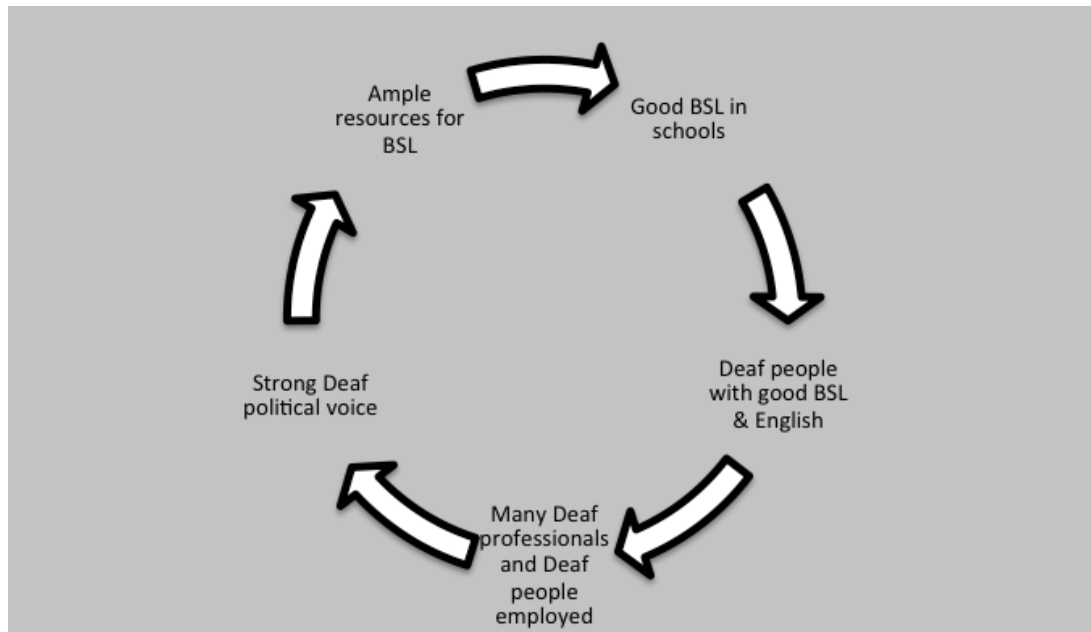 Ample
resources for
BSL
Good BSL in
schools
Deaf people
with good BSL
& English
Many Deaf
professionals
and Deaf
people
employed
Strong Deaf
political voice